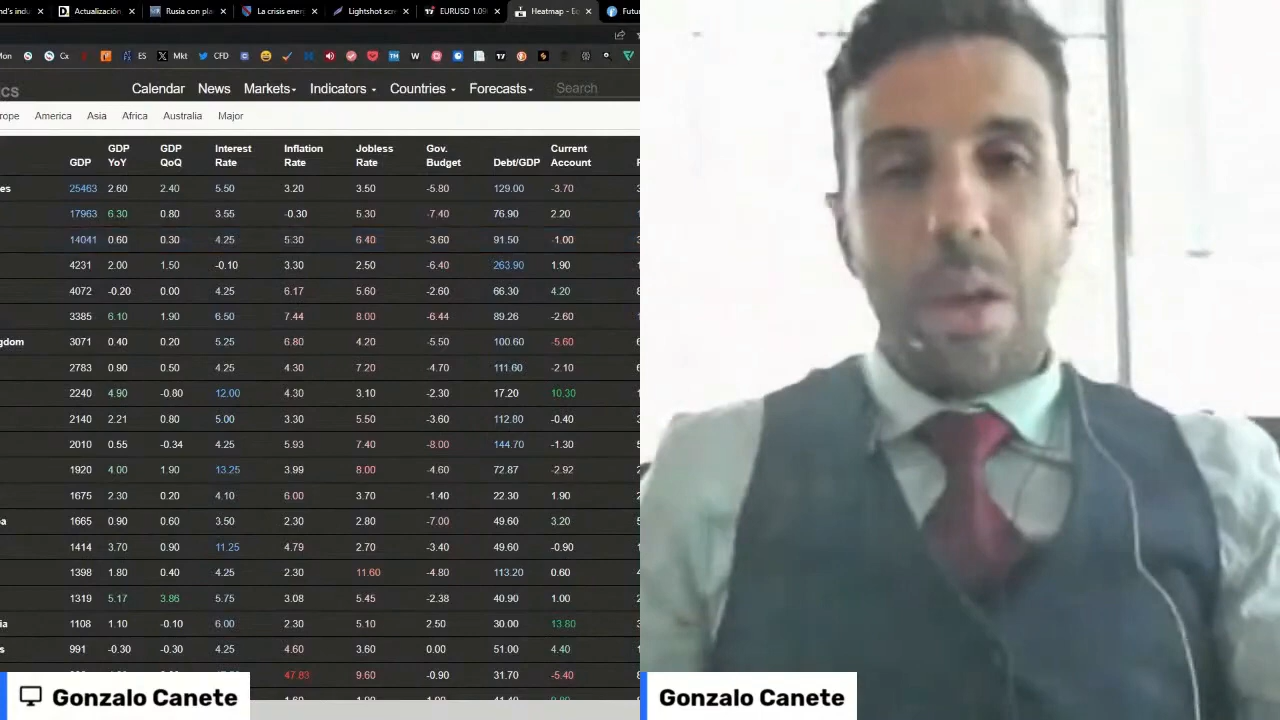 nd's indu Actualización Rusia con pla La crisis energ Lightshot scr EURUSD 1.09 Heatmap - Ec Futur
Mon Cx ES Mkt CFD
cs Calendar News Markets Indicators Countries Forecasts Search
rope America Asia Africa Australia Major
GDP GDP YoY GDP QoQ Interest Rate Inflation Rate Jobless Rate Gov. Budget Debt/GDP Current Account
es 25463 2.60 2.40 5.50 3.20 3.50 -5.80 129.00 -3.70
17963 6.30 0.80 3.55 -0.30 5.30 -7.40 76.90 2.20
14041 0.60 0.30 4.25 5.30 6.40 -3.60 91.50 -1.00
4231 2.00 1.50 -0.10 3.30 2.50 -6.40 263.90 1.90
4072 -0.20 0.00 4.25 6.17 5.60 -2.60 66.30 4.20
3385 6.10 1.90 6.50 7.44 8.00 -6.44 89.26 -2.60
gdom 3071 0.40 0.20 5.25 6.80 4.20 -5.50 100.60 -5.60
2783 0.90 0.50 4.25 4.30 7.20 -4.70 111.60 -2.10
2240 4.90 -0.80 12.00 4.30 3.10 -2.30 17.20 10.30
2140 2.21 0.80 5.00 3.30 5.50 -3.60 112.80 -0.40
2010 0.55 -0.34 4.25 5.93 7.40 -8.00 144.70 -1.30
1920 4.00 1.90 13.25 3.99 8.00 -4.60 72.87 -2.92
1675 2.30 0.20 4.10 6.00 3.70 -1.40 22.30 1.90
a 1665 0.90 0.60 3.50 2.30 2.80 -7.00 49.60 3.20
1414 3.70 0.90 11.25 4.79 2.70 -3.40 49.60 -0.90
1398 1.80 0.40 4.25 2.30 11.60 -4.80 113.20 0.60
1319 5.17 3.86 5.75 3.08 5.45 -2.38 40.90 1.00
ia 1108 1.10 -0.10 6.00 2.30 5.10 2.50 30.00 13.80
s 991 -0.30 -0.30 4.25 4.60 3.60 0.00 51.00 4.40
47.83 9.60 -0.90 31.70 -5.40
Gonzalo Canete
Gonzalo Canete